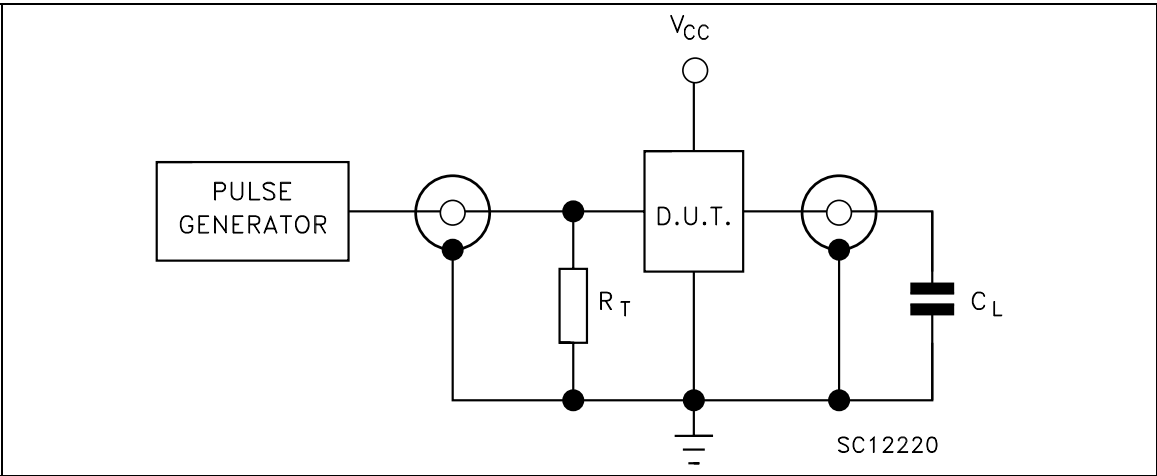 VCC
PULSE
GENERATOR
D.U.T.
RT
CL
SC12220